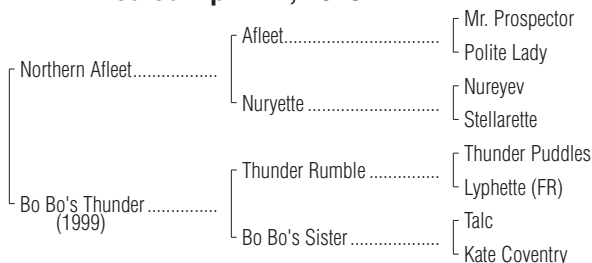 Mr. Prospector
Afleet.......................................
Polite Lady
Northern Afleet.................
Nureyev
Nuryette .................................
Stellarette
Thunder Puddles
Thunder Rumble .................
Lyphette (FR)
Bo Bo's Thunder ..............
(1999)
Talc
Bo Bo's Sister ......................
Kate Coventry